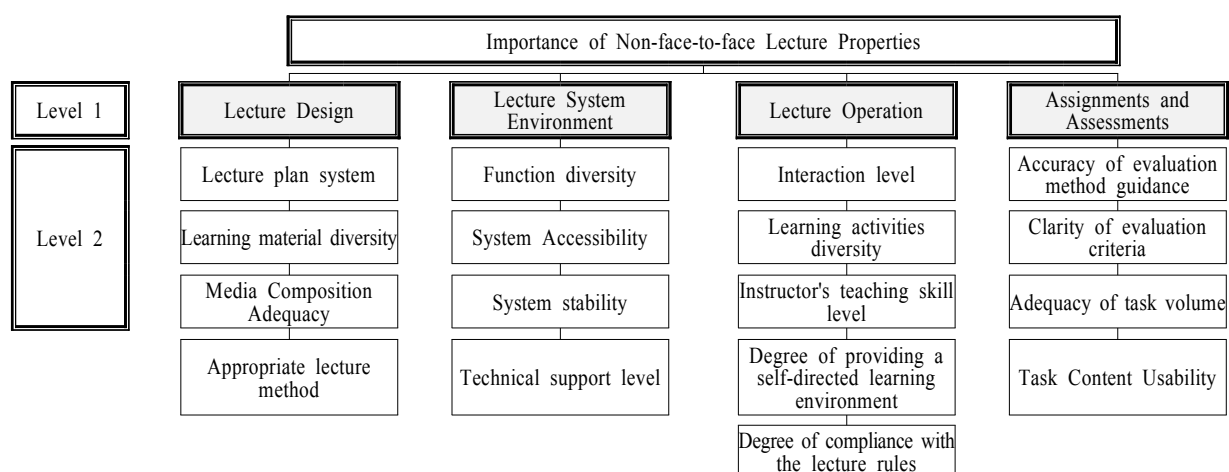 Importance of Non-face-to-face Lecture Properties
Level 1
Lecture Design
Lecture System
Environment
Lecture Operation
Assignments and
Assessments
Level 2
Lecture plan system
Function diversity
Interaction level
Accuracy of evaluation
method guidance
Learning material diversity
System Accessibility
Learning activities
diversity
Clarity of evaluation
criteria
Media Composition
Adequacy
System stability
Instructor's teaching skill
level
Adequacy of task volume
Appropriate lecture
method
Technical support level
Degree of providing a
self-directed learning
environment
Task Content Usability
Degree of compliance with
the lecture rules